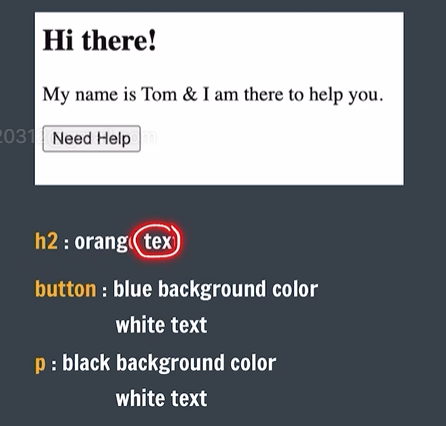 Hi there!
My name is Tom & I am there to help you.
Need Help
h2 : orang tex
button : blue background color
white text
p : black background color
white text